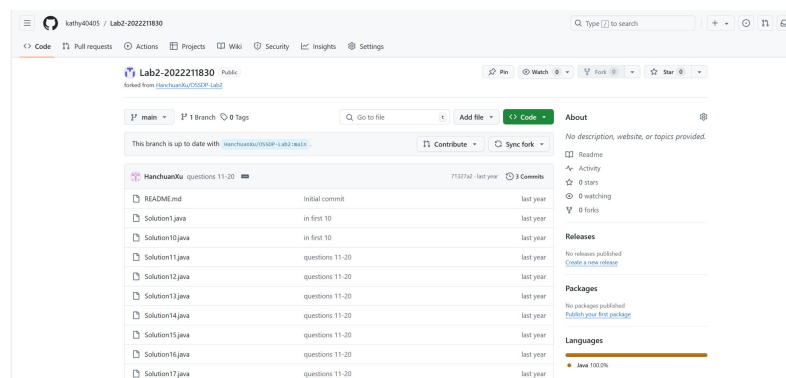 kathy40405 / Lab2-2022211830
Type / to search
<> Code Pull requests Actions Projects Wiki Security Insights Settings
Lab2-2022211830 Public
forked from HanchuanXu/OSSDP-Lab2
Pin Watch 0 Fork 0 Star 0
main 1 Branch 0 Tags
Go to file t Add file <> Code
This branch is up to date with HanchuanXu/OSSDP-Lab2:main .
Contribute Sync fork
HanchuanXu questions 11-20 71327a2 · last year 3 Commits
README.md Initial commit last year
Solution1.java in first 10 last year
Solution10.java in first 10 last year
Solution11.java questions 11-20 last year
Solution12.java questions 11-20 last year
Solution13.java questions 11-20 last year
Solution14.java questions 11-20 last year
Solution15.java questions 11-20 last year
Solution16.java questions 11-20 last year
Solution17.java questions 11-20 last year
About
No description, website, or topics provided.
Readme
Activity
0 stars
0 watching
0 forks
Releases
No releases published
Create a new release
Packages
No packages published
Publish your first package
Languages
Java 100.0%